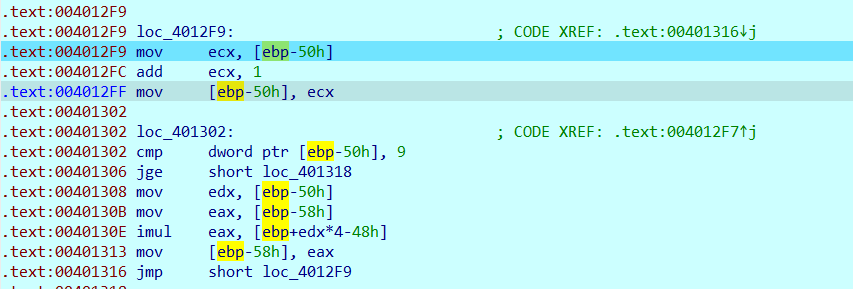 .text:004012F9
.text:004012F9 loc_4012F9: ; CODE XREF: .text:00401316↓j
.text:004012F9 mov ecx, [ebp-50h]
.text:004012FC add ecx, 1
.text:004012FF mov [ebp-50h], ecx
.text:00401302
.text:00401302 loc_401302: ; CODE XREF: .text:004012F7↑j
.text:00401302 cmp dword ptr [ebp-50h], 9
.text:00401306 jge short loc_401318
.text:00401308 mov edx, [ebp-50h]
.text:0040130B mov eax, [ebp-58h]
.text:0040130E imul eax, [ebp+edx*4-48h]
.text:00401313 mov [ebp-58h], eax
.text:00401316 jmp short loc_4012F9